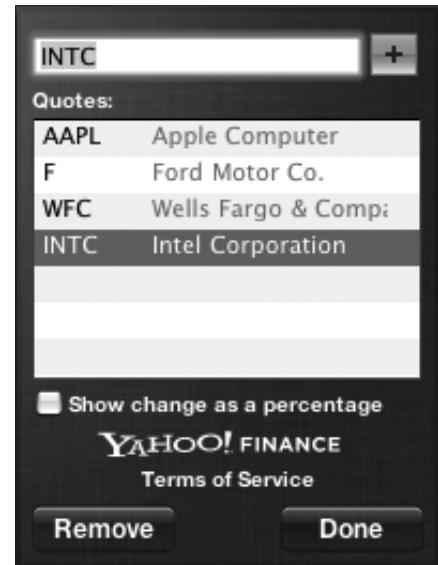 INTC +
Quotes:
AAPL Apple Computer
F Ford Motor Co.
WFC Wells Fargo & Compa
INTC Intel Corporation
Show change as a percentage
YAHOO! FINANCE
Terms of Service
Remove Done